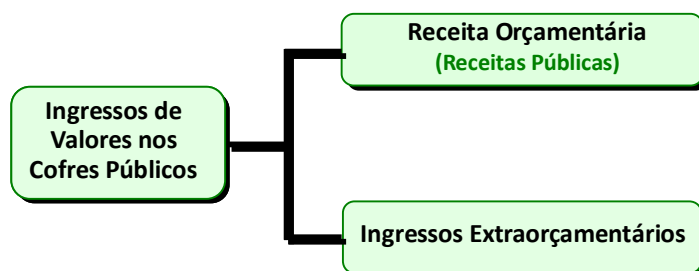 Receita Orçamentária
(Receitas Públicas)
Ingressos de
Valores nos
Cofres Públicos
Ingressos Extraorçamentários